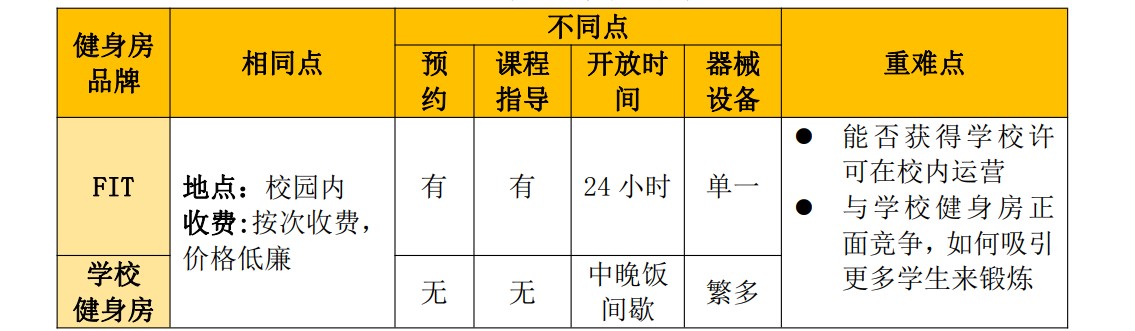 健身房
品牌
相同点
不同点
预
约
课程
指导
开放时
间
器械
设备
重难点
FIT
地点：校园内
收费:按次收费，
价格低廉
有
有
24 小时
单一
● 能否获得学校许
可在校内运营
● 与学校健身房正
面竞争，如何吸引
更多学生来锻炼
学校
健身房
无
无
中晚饭
间歇
繁多